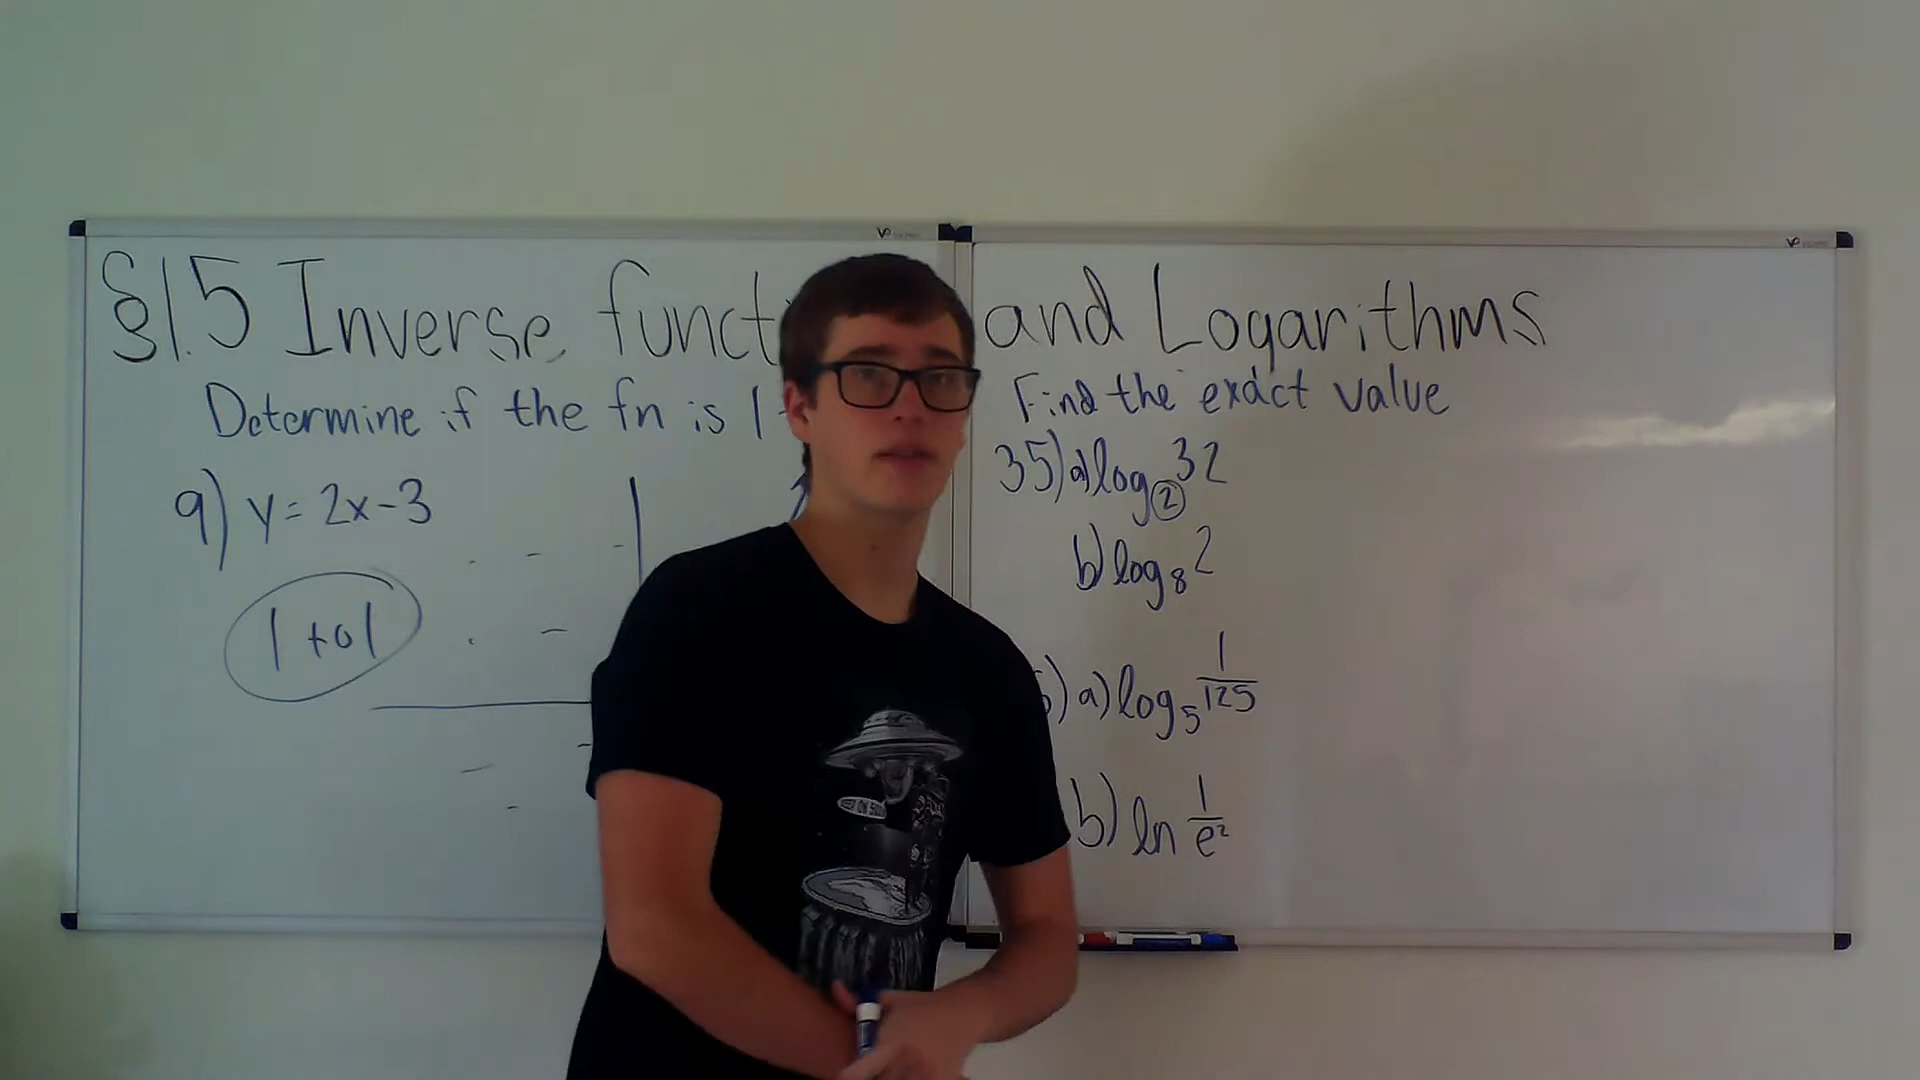 §1.5 Inverse funct and Logarithms
Determine if the fn is 1
9) y = 2x-3
1 to 1
Find the exact value
35) a) log₂ 32
b) log₈ 2
) a) log₅ 1/125
b) ln 1/e²